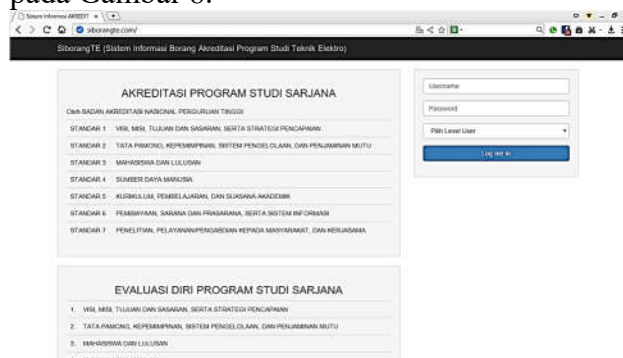 pada Gambar 6.
Sistem Informasi AKREDIT
siborangte.com/
SiborangTE (Sistem Informasi Borang Akreditasi Program Studi Teknik Elektro)
AKREDITASI PROGRAM STUDI SARJANA
Oleh BADAN AKREDITASI NASIONAL PERGURUAN TINGGI
STANDAR 1 VISI, MISI, TUJUAN DAN SASARAN, SERTA STRATEGI PENCAPAIAN
STANDAR 2 TATA PAMONG, KEPEMIMPINAN, SISTEM PENGELOLAAN, DAN PENJAMINAN MUTU
STANDAR 3 MAHASISWA DAN LULUSAN
STANDAR 4 SUMBER DAYA MANUSIA
STANDAR 5 KURIKULUM, PEMBELAJARAN, DAN SUASANA AKADEMIK
STANDAR 6 PEMBIAYAAN, SARANA DAN PRASARANA, SERTA SISTEM INFORMASI
STANDAR 7 PENELITIAN, PELAYANAN/PENGABDIAN KEPADA MASYARAKAT, DAN KERJASAMA
Username
Password
Pilih Level User
Log me in
EVALUASI DIRI PROGRAM STUDI SARJANA
1. VISI, MISI, TUJUAN DAN SASARAN, SERTA STRATEGI PENCAPAIAN
2. TATA PAMONG, KEPEMIMPINAN, SISTEM PENGELOLAAN, DAN PENJAMINAN MUTU
3. MAHASISWA DAN LULUSAN